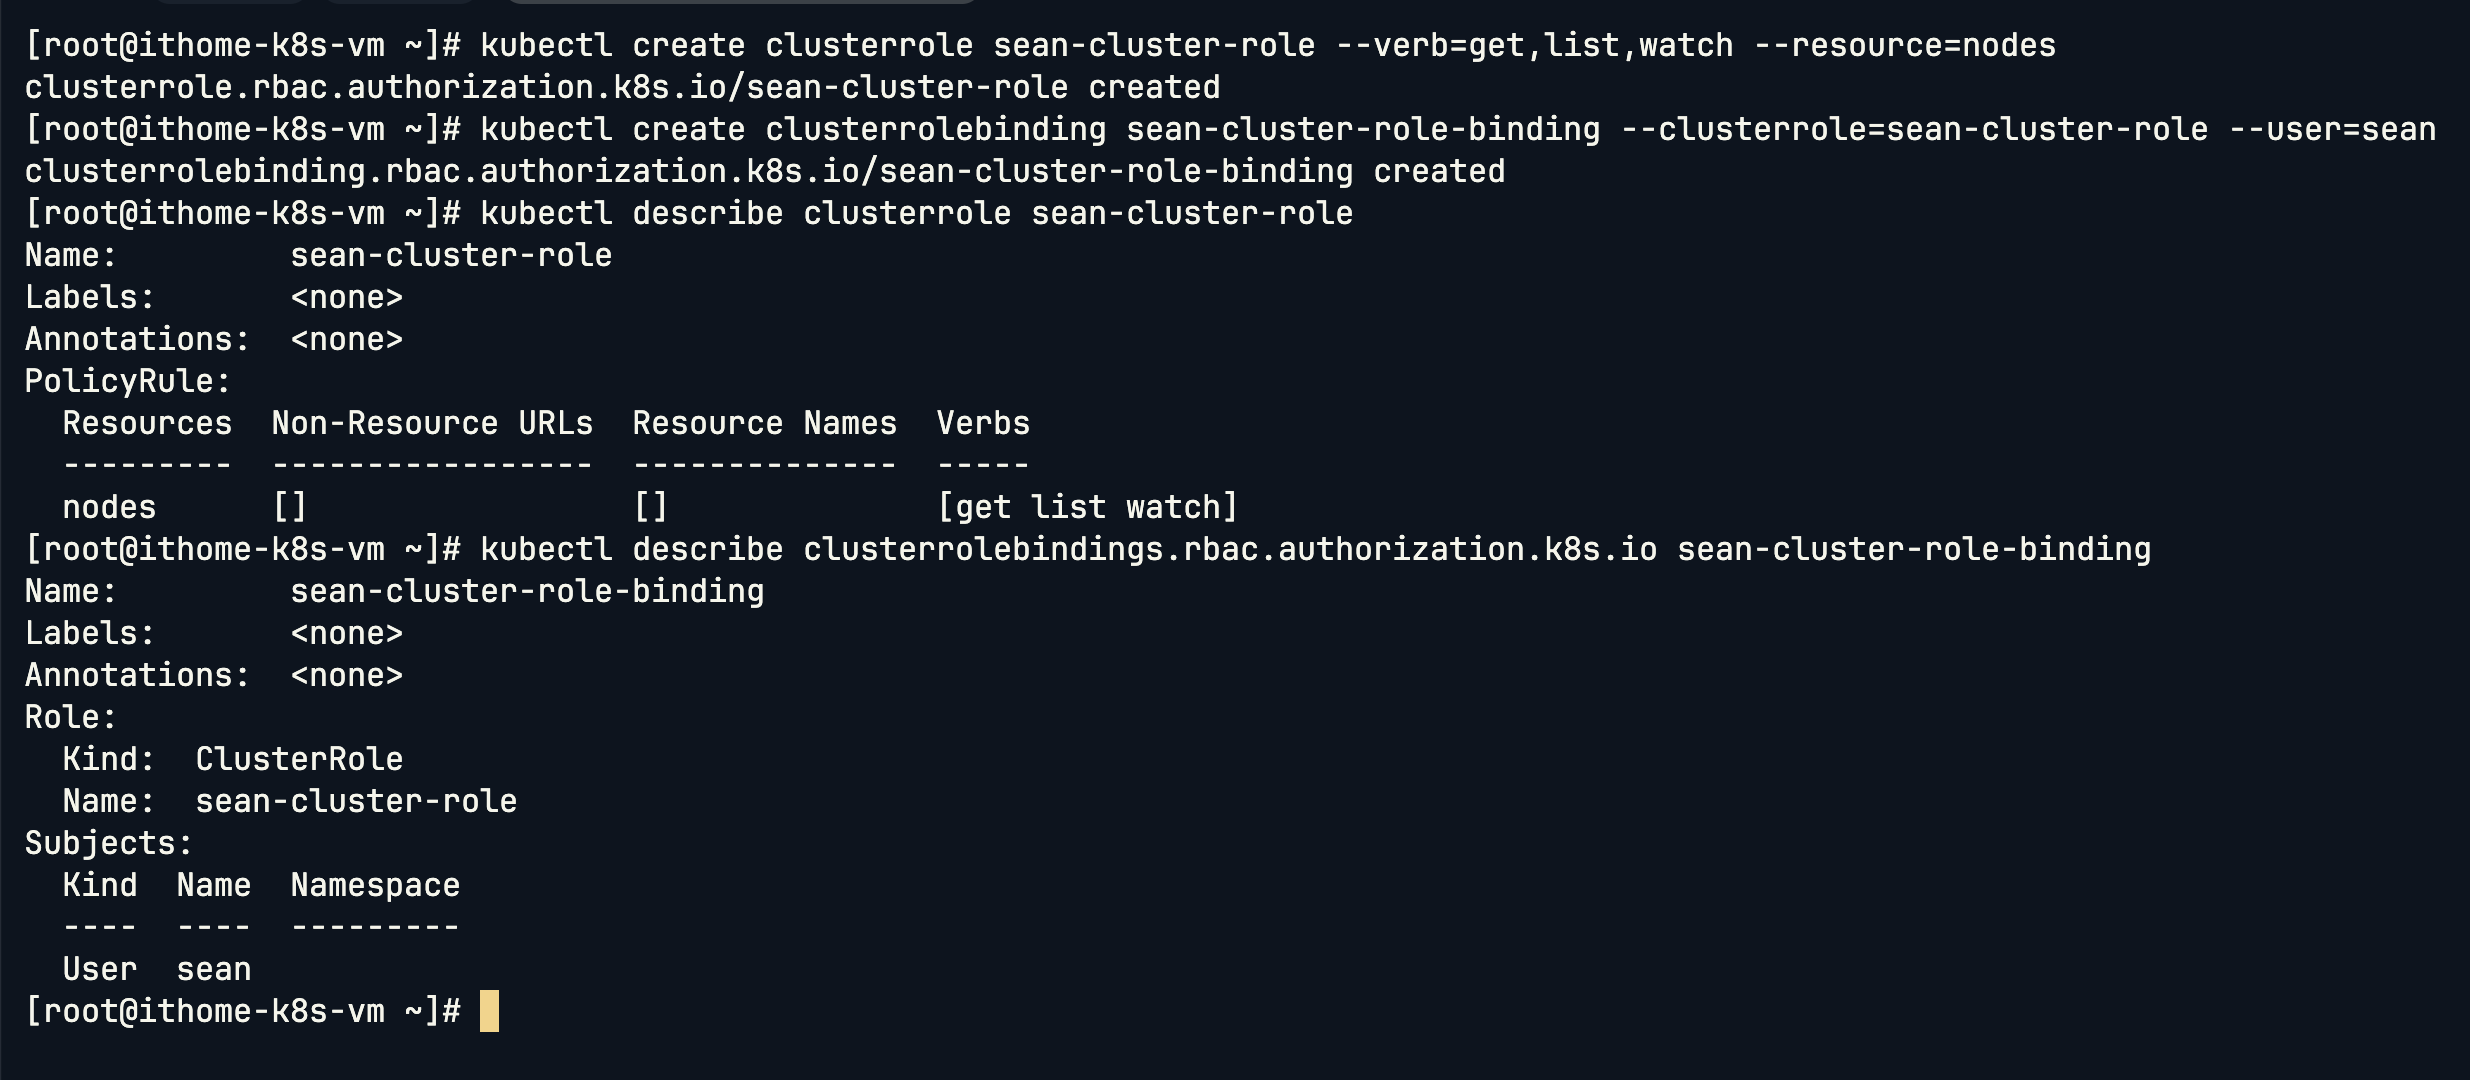 [root@ithome-k8s-vm ~]# kubectl create clusterrole sean-cluster-role --verb=get,list,watch --resource=nodes
clusterrole.rbac.authorization.k8s.io/sean-cluster-role created
[root@ithome-k8s-vm ~]# kubectl create clusterrolebinding sean-cluster-role-binding --clusterrole=sean-cluster-role --user=sean
clusterrolebinding.rbac.authorization.k8s.io/sean-cluster-role-binding created
[root@ithome-k8s-vm ~]# kubectl describe clusterrole sean-cluster-role
Name:         sean-cluster-role
Labels:       <none>
Annotations:  <none>
PolicyRule:
  Resources  Non-Resource URLs  Resource Names  Verbs
  ---------  -----------------  --------------  -----
  nodes      []                 []              [get list watch]
[root@ithome-k8s-vm ~]# kubectl describe clusterrolebindings.rbac.authorization.k8s.io sean-cluster-role-binding
Name:         sean-cluster-role-binding
Labels:       <none>
Annotations:  <none>
Role:
  Kind:  ClusterRole
  Name:  sean-cluster-role
Subjects:
  Kind  Name  Namespace
  ----  ----  ---------
  User  sean
[root@ithome-k8s-vm ~]#